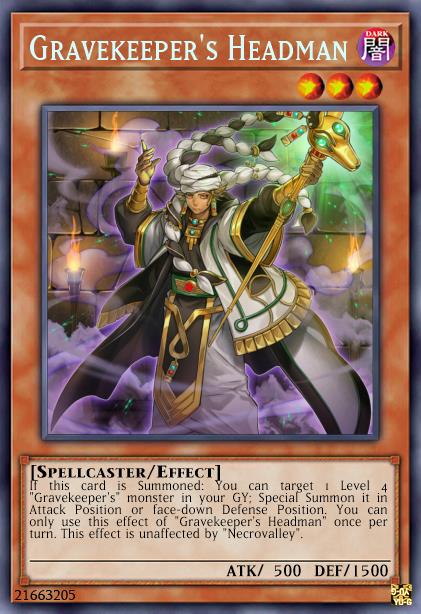 GRAVEKEEPER'S HEADMAN
DARK
闇
[SPELLCASTER/EFFECT]
If this card is Summoned: You can target 1 Level 4
"Gravekeeper's" monster in your GY; Special Summon it in
Attack Position or face-down Defense Position. You can
only use this effect of "Gravekeeper's Headman" once per
turn. This effect is unaffected by "Necrovalley".
ATK/ 500 DEF/1500
21663205